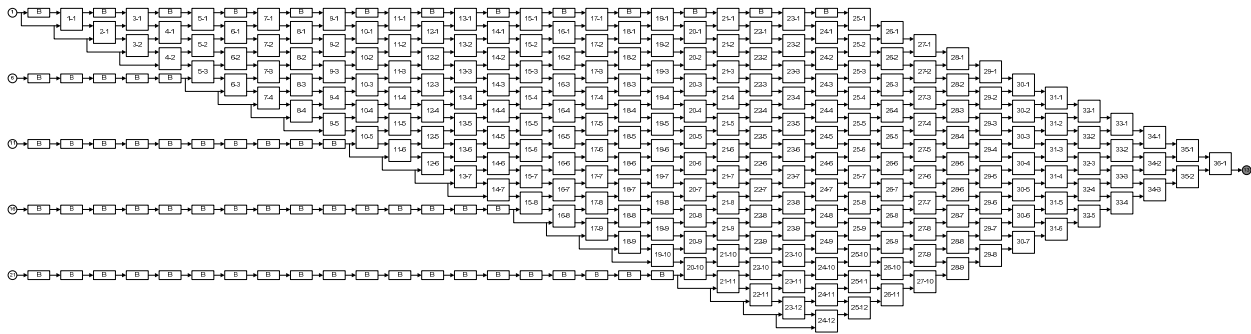 1 B 1-1 B 3-1 B 5-1 B 7-1 B 9-1 B 11-1 B 13-1 B 15-1 B 17-1 B 19-1 B 21-1 B 23-1 B 25-1
2-1 4-1 6-1 8-1 10-1 12-1 14-1 16-1 18-1 20-1 22-1 24-1 26-1
3-2 5-2 7-2 9-2 11-2 13-2 15-2 17-2 19-2 21-2 23-2 25-2 27-1
4-2 6-2 8-2 10-2 12-2 14-2 16-2 18-2 20-2 22-2 24-2 26-2 28-1
5-3 7-3 9-3 11-3 13-3 15-3 17-3 19-3 21-3 23-3 25-3 27-2 29-1
6 B B B B B 6-3 8-3 10-3 12-3 14-3 16-3 18-3 20-3 22-3 24-3 26-3 28-2 30-1
7-4 9-4 11-4 13-4 15-4 17-4 19-4 21-4 23-4 25-4 27-3 29-2 31-1
8-4 10-4 12-4 14-4 16-4 18-4 20-4 22-4 24-4 26-4 28-3 30-2 32-1
9-5 11-5 13-5 15-5 17-5 19-5 21-5 23-5 25-5 27-4 29-3 31-2 33-1
11 B B B B B B B B B B 10-5 12-5 14-5 16-5 18-5 20-5 22-5 24-5 26-5 28-4 30-3 32-2 34-1
11-6 13-6 15-6 17-6 19-6 21-6 23-6 25-6 27-5 29-4 31-3 33-2 35-1
12-6 14-6 16-6 18-6 20-6 22-6 24-6 26-6 28-5 30-4 32-3 34-2 36-1
13-7 15-7 17-7 19-7 21-7 23-7 25-7 27-6 29-5 31-4 33-3 35-2
14-7 16-7 18-7 20-7 22-7 24-7 26-7 28-6 30-5 32-4 34-3
16 B B B B B B B B B B B B B B B 15-8 17-8 19-8 21-8 23-8 25-8 27-7 29-6 31-5 33-4
16-8 18-8 20-8 22-8 24-8 26-8 28-7 30-6 32-5
17-9 19-9 21-9 23-9 25-9 27-8 29-7 31-6
18-9 20-9 22-9 24-9 26-9 28-8 30-7
19-10 21-10 23-10 25-10 27-9 29-8
21 B B B B B B B B B B B B B B B B B B B B 20-10 22-10 24-10 26-10 28-9
21-11 23-11 25-11 27-10
22-11 24-11 26-11
23-12 25-12
24-12